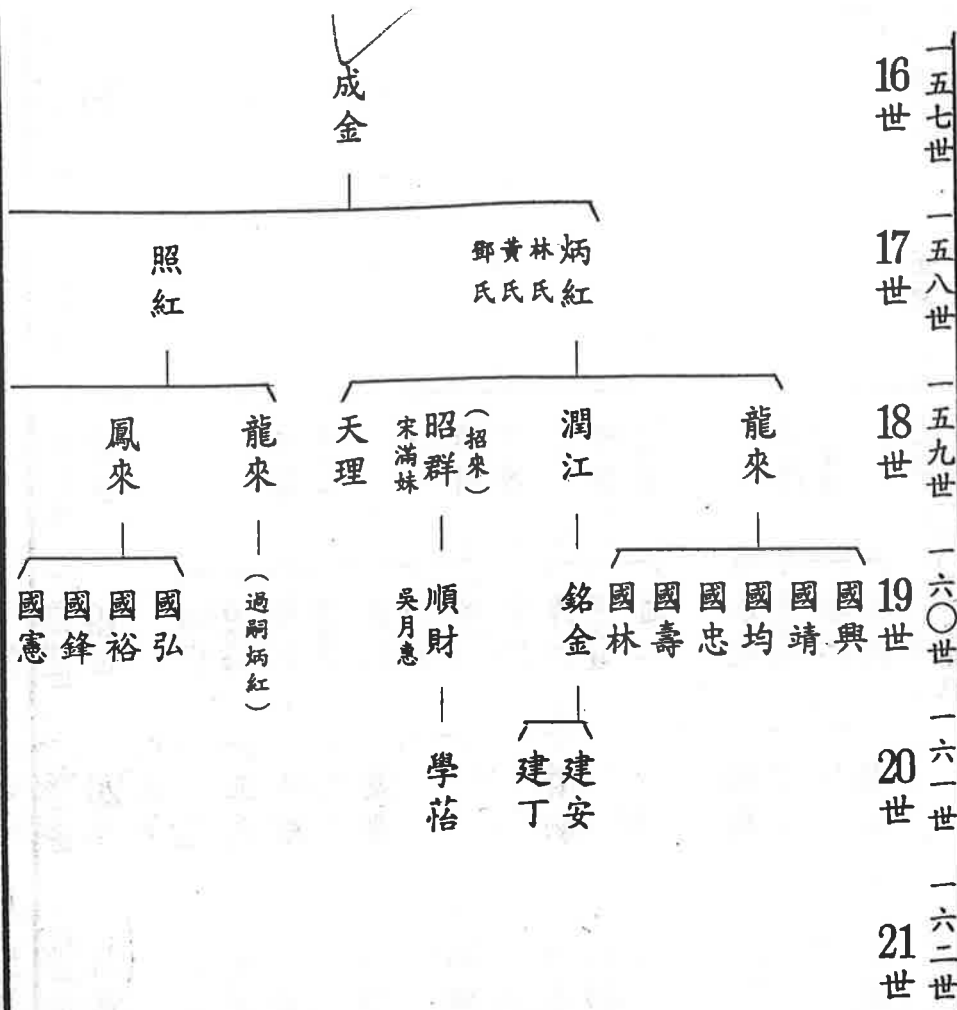 一五七世
16世
成金
一五八世
17世
炳紅
林氏
黃氏
鄧氏
照紅
一五九世
18世
龍來
潤江
（招來）
昭群
宋滿妹
天理
龍來
鳳來
一六〇世
19世
國興
國靖
國均
國忠
國壽
國林
銘金
順財
吳月惠
（過嗣炳紅）
國弘
國裕
國鋒
國憲
一六一世
20世
建安
建丁
學萡
一六二世
21世